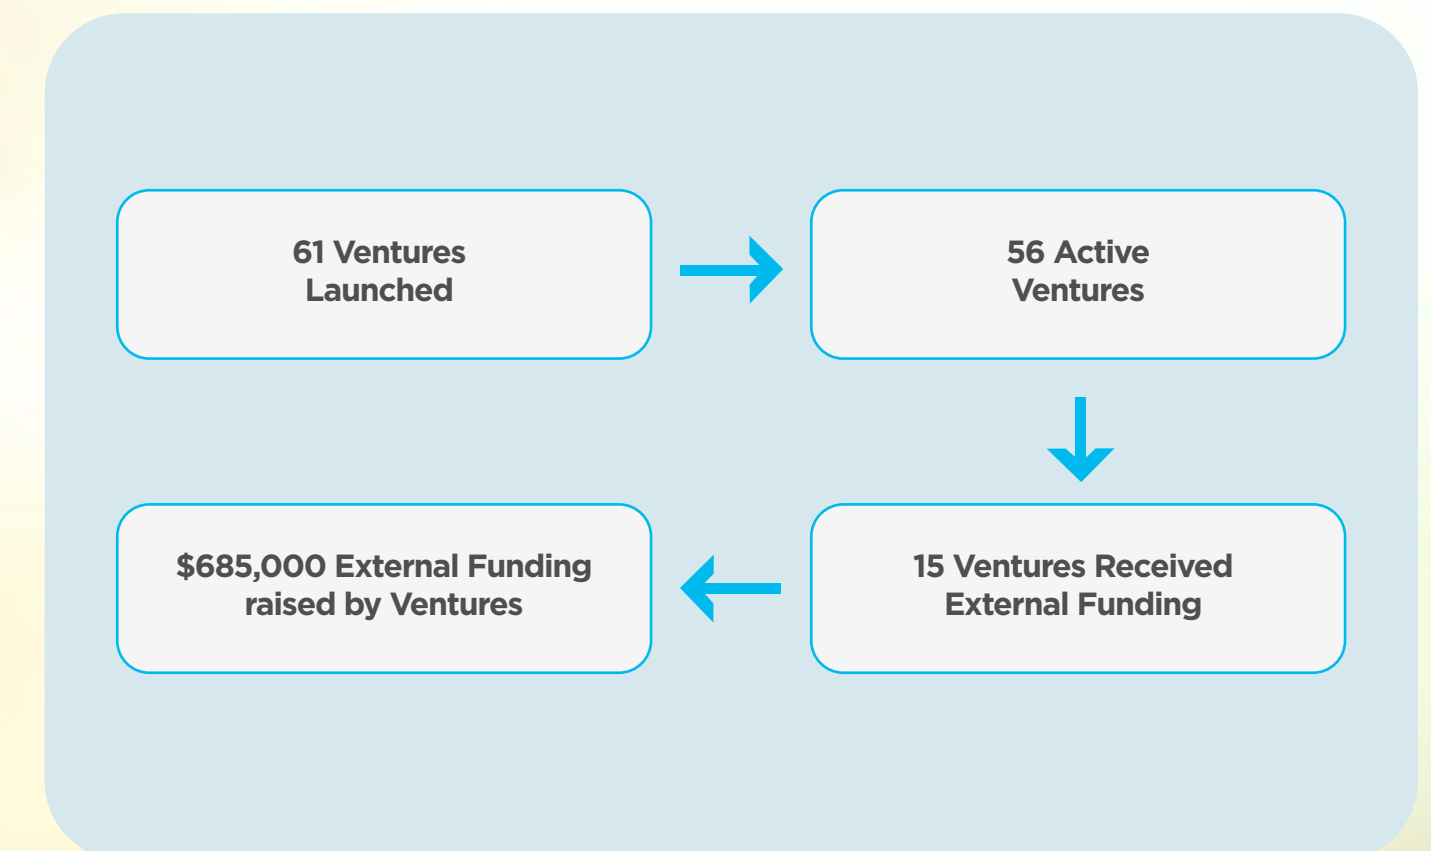 61 Ventures
Launched
56 Active
Ventures
15 Ventures Received
External Funding
$685,000 External Funding
raised by Ventures